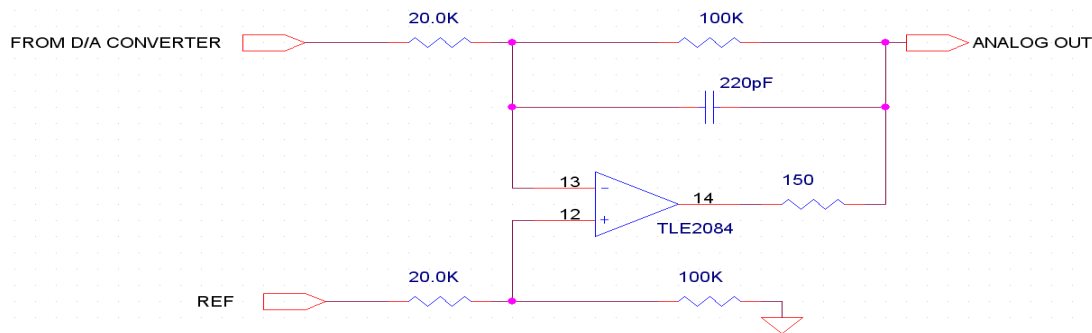 20.0K
100K
FROM D/A CONVERTER
ANALOG OUT
220pF
13
-
150
14
12
+
TLE2084
20.0K
100K
REF